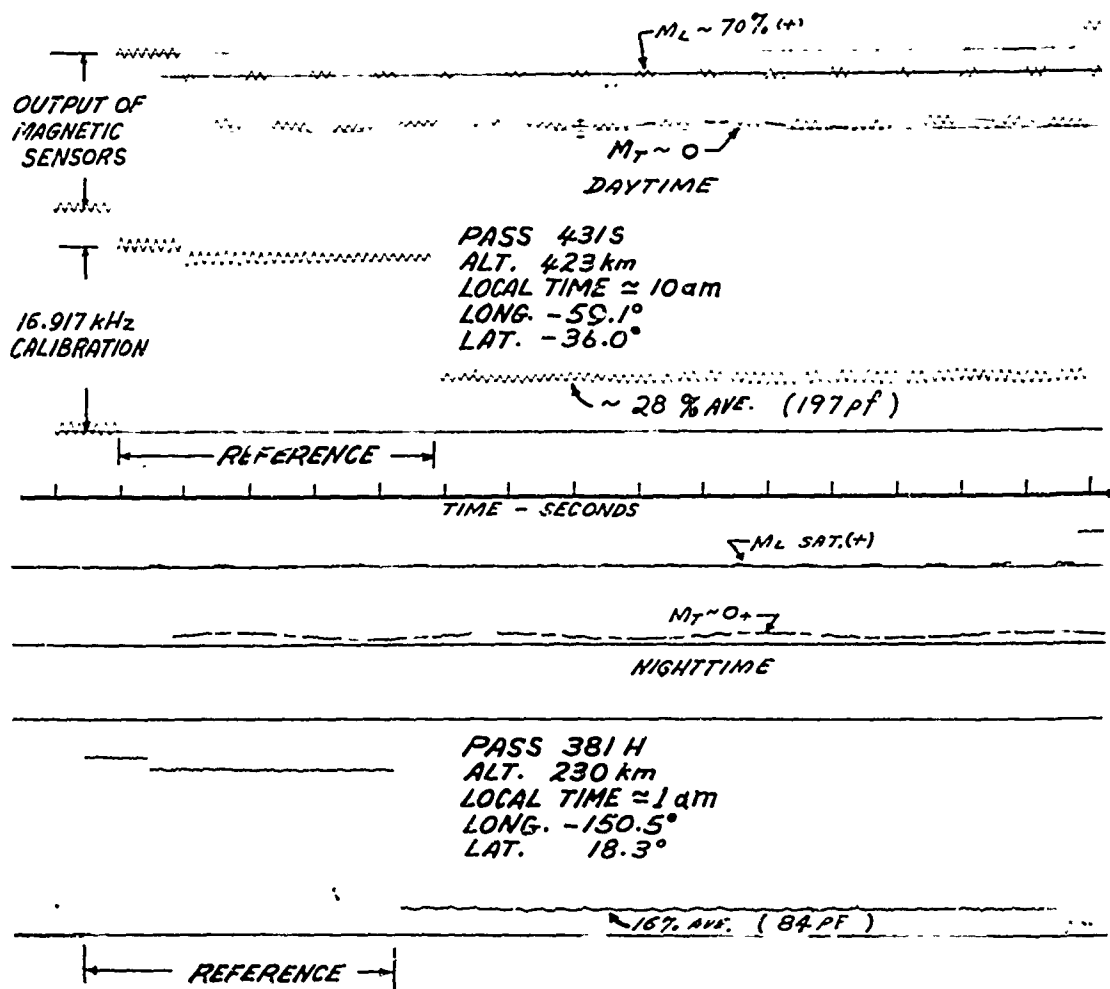 M_L ~ 70% (+)
OUTPUT OF
MAGNETIC
SENSORS
M_T ~ 0
DAYTIME
PASS 431S
ALT. 423 km
LOCAL TIME ≃ 10 am
LONG. -59.1°
LAT. -36.0°
16.917 kHz
CALIBRATION
~ 28 % AVE. (197 pf)
REFERENCE
TIME - SECONDS
M_L SAT.(+)
M_T ~ 0+
NIGHTTIME
PASS 381 H
ALT. 230 km
LOCAL TIME ≃ 1 am
LONG. -150.5°
LAT. 18.3°
16% AVE. (84 PF)
REFERENCE